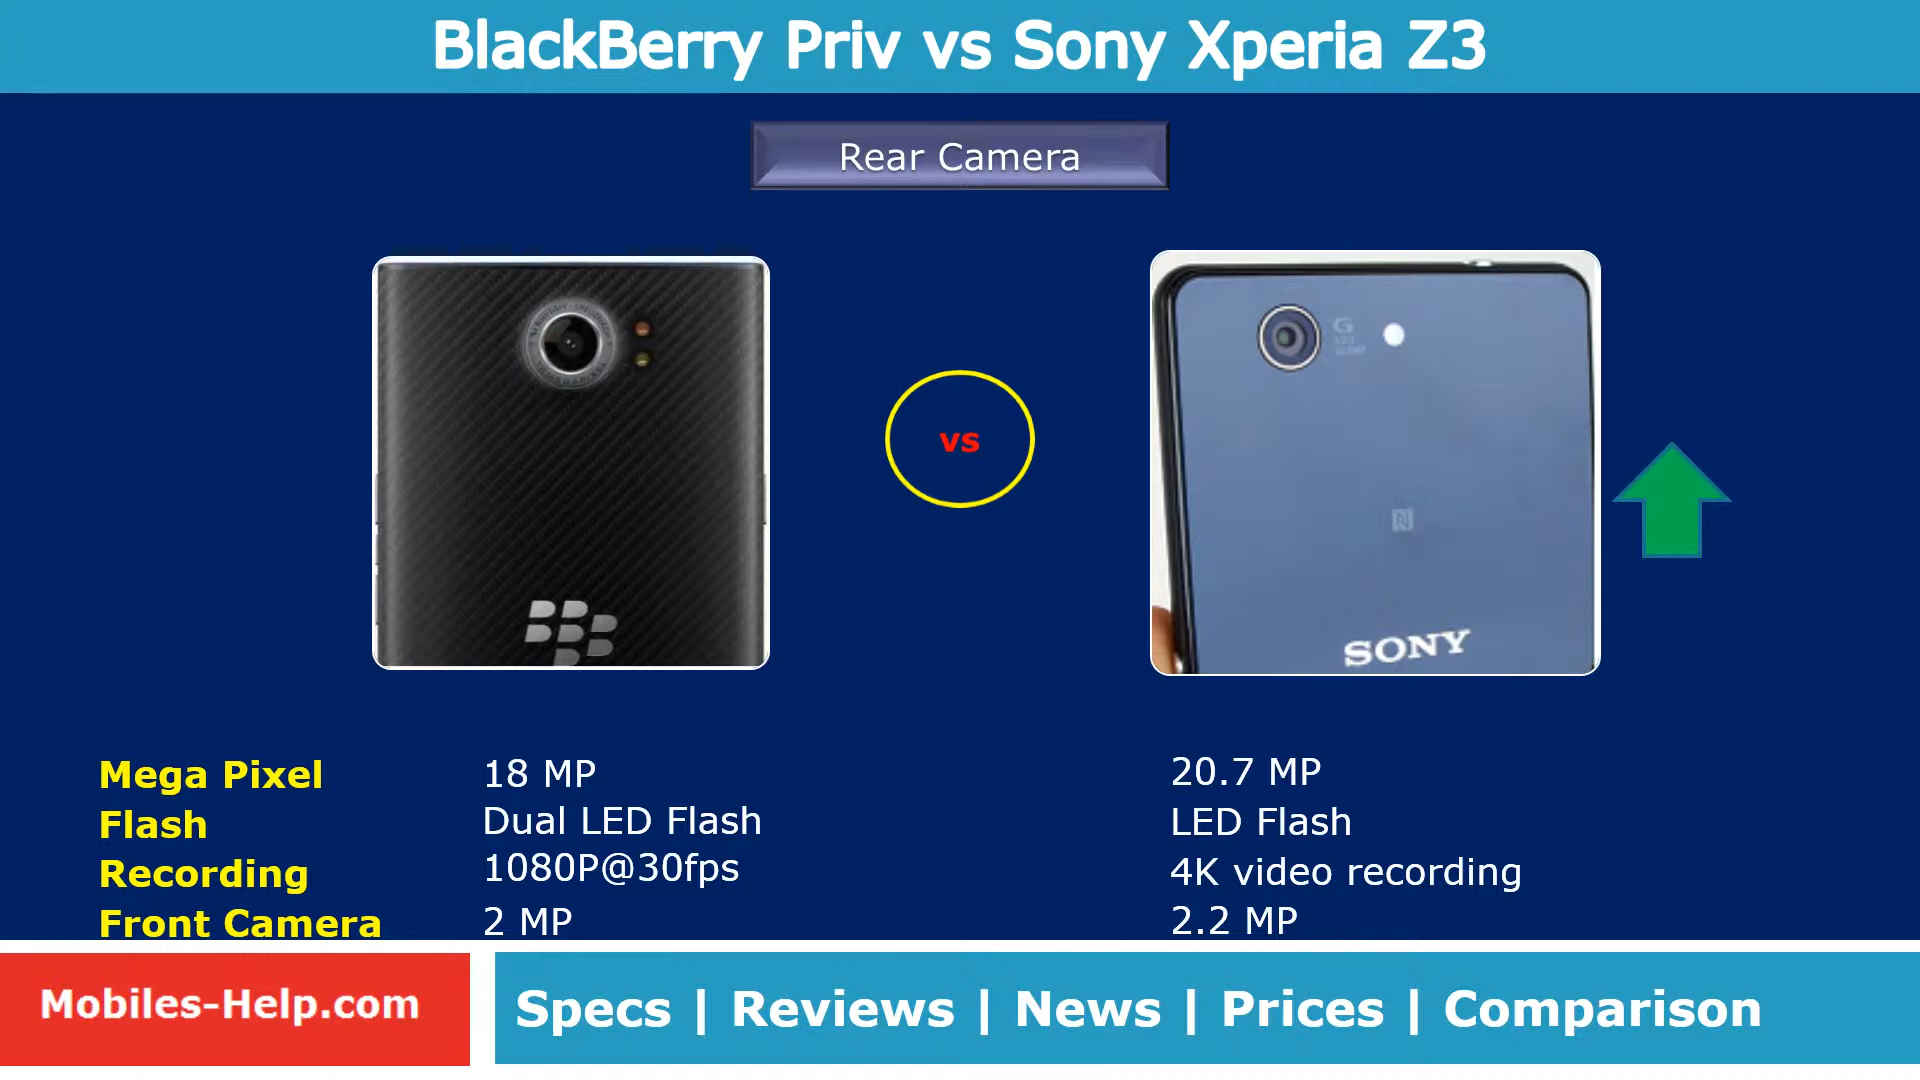 BlackBerry Priv vs Sony Xperia Z3
Rear Camera
G
vs
SONY
Mega Pixel 18 MP 20.7 MP
Flash Dual LED Flash LED Flash
Recording 1080P@30fps 4K video recording
Front Camera 2 MP 2.2 MP
Mobiles-Help.com
Specs | Reviews | News | Prices | Comparison